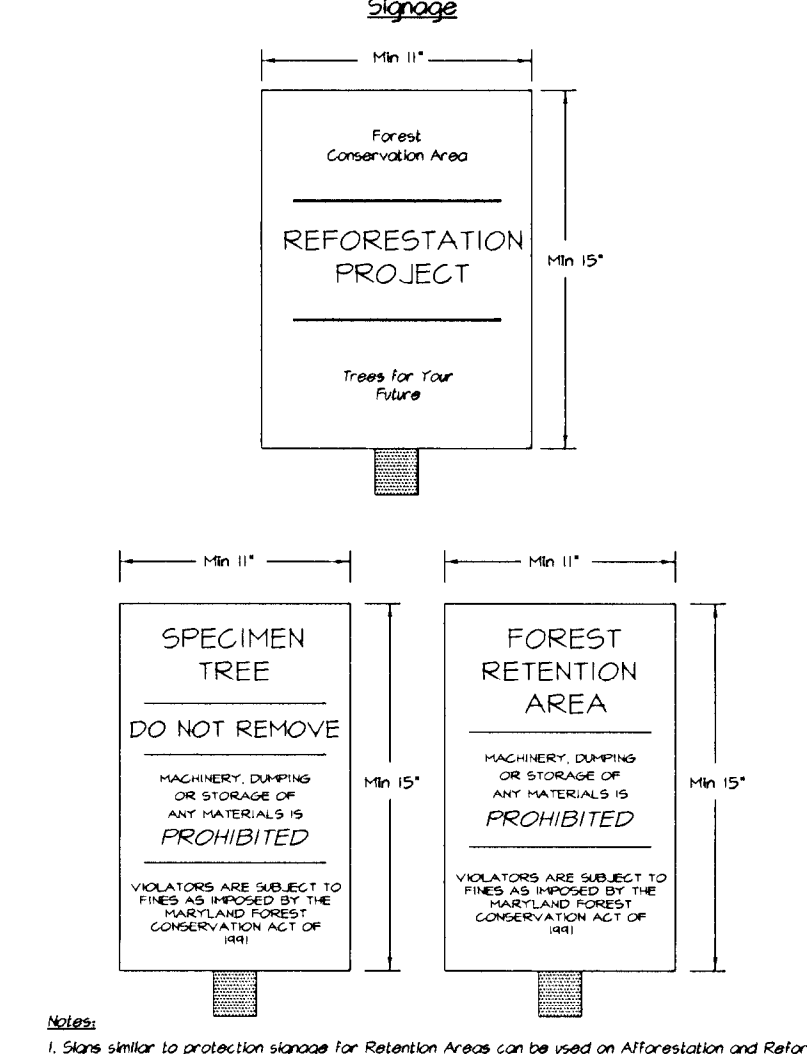 Signage
Min 11"
Forest
Conservation Area
REFORESTATION
PROJECT
Min 15"
Trees for Your
Future
Min 11"
SPECIMEN
TREE
DO NOT REMOVE
MACHINERY, DUMPING
OR STORAGE OF
ANY MATERIALS IS
PROHIBITED
VIOLATORS ARE SUBJECT TO
FINES AS IMPOSED BY THE
MARYLAND FOREST
CONSERVATION ACT OF
1991
Min 15"
Min 11"
FOREST
RETENTION
AREA
MACHINERY, DUMPING
OR STORAGE OF
ANY MATERIALS IS
PROHIBITED
VIOLATORS ARE SUBJECT TO
FINES AS IMPOSED BY THE
MARYLAND FOREST
CONSERVATION ACT OF
1991
Min 15"
Notes:
1. Signs similar to protection signage for Retention Areas can be used on Afforestation and Refor